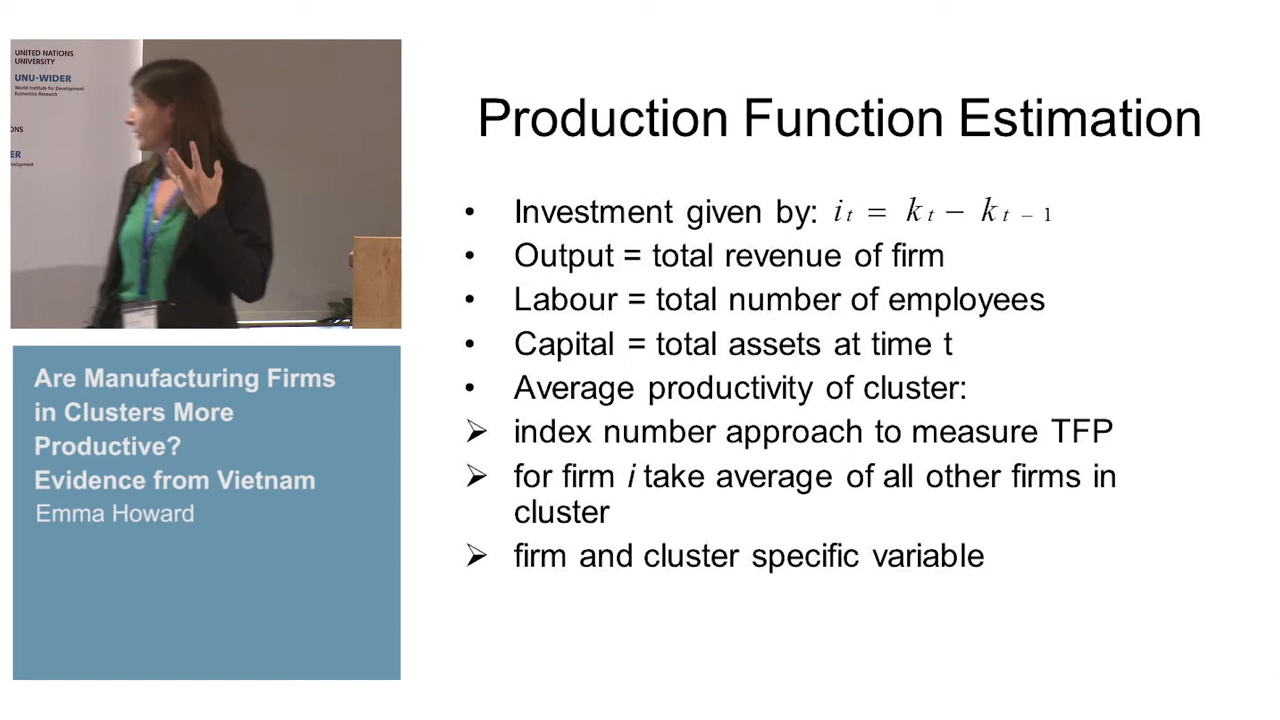 UNITED NATIONS
UNIVERSITY
UNU-WIDER
World Institute for Development
Economics Research
ONS
ER
velopment
Are Manufacturing Firms
in Clusters More
Productive?
Evidence from Vietnam
Emma Howard
Production Function Estimation
• Investment given by: i t = k t − k t − 1
• Output = total revenue of firm
• Labour = total number of employees
• Capital = total assets at time t
• Average productivity of cluster:
➢ index number approach to measure TFP
➢ for firm i take average of all other firms in
cluster
➢ firm and cluster specific variable